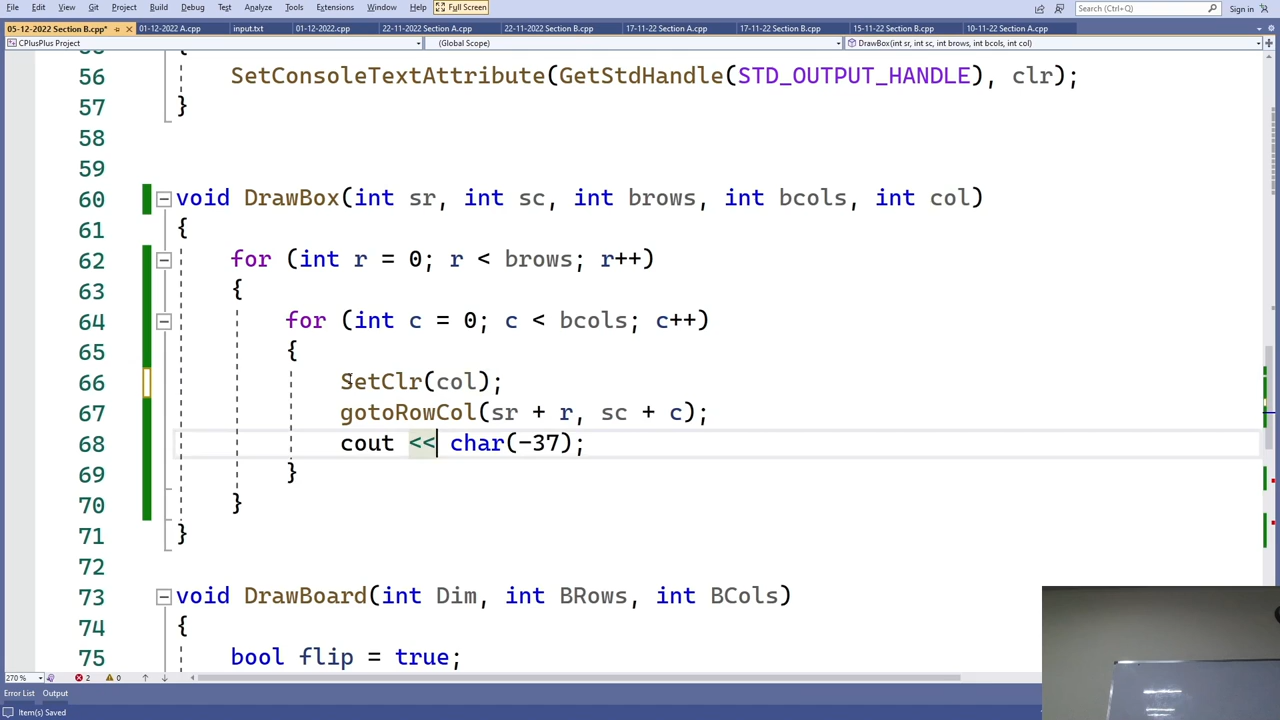 File Edit View Git Project Build Debug Test Analyze Tools Extensions Window Help Full Screen Search (Ctrl+Q) Sign in
05-12-2022 Section B.cpp* 01-12-2022 A.cpp input.txt 01-12-2022.cpp 22-11-2022 Section A.cpp 22-11-2022 Section B.cpp 17-11-22 Section A.cpp 17-11-22 Section B.cpp 15-11-22 Section B.cpp 10-11-22 Section A.cpp
CPlusPlus Project (Global Scope) DrawBox(int sr, int sc, int brows, int bcols, int col)
56 SetConsoleTextAttribute(GetStdHandle(STD_OUTPUT_HANDLE), clr);
57 }
58
59
60 void DrawBox(int sr, int sc, int brows, int bcols, int col)
61 {
62 for (int r = 0; r < brows; r++)
63 {
64 for (int c = 0; c < bcols; c++)
65 {
66 SetClr(col);
67 gotoRowCol(sr + r, sc + c);
68 cout << char(-37);
69 }
70 }
71 }
72
73 void DrawBoard(int Dim, int BRows, int BCols)
74 {
75 bool flip = true;
270 % 2 0
Error List Output
Item(s) Saved